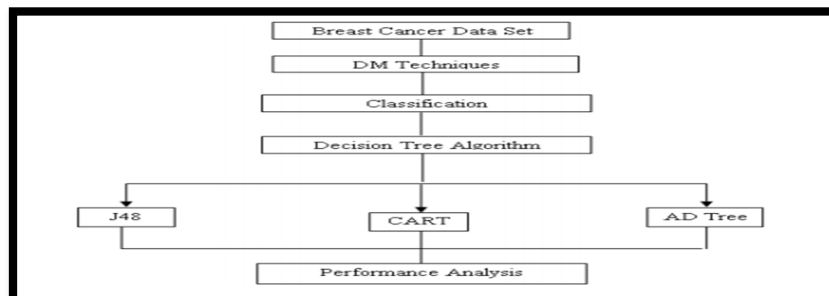 Breast Cancer Data Set
DM Techniques
Classification
Decision Tree Algorithm
J48
CART
AD Tree
Performance Analysis